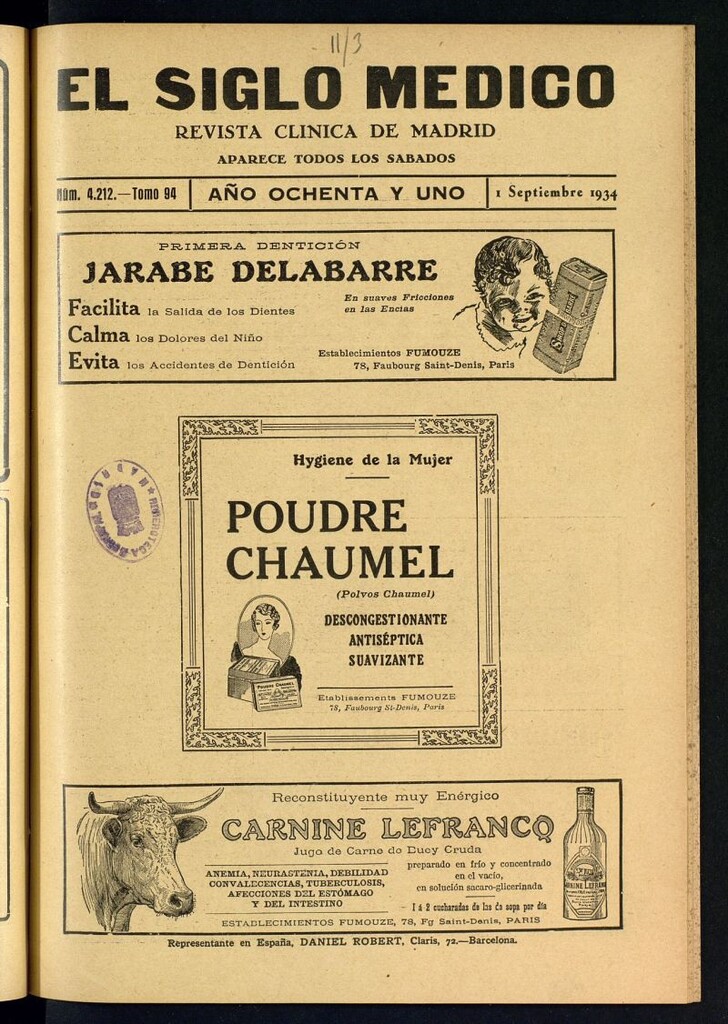 11/3
EL SIGLO MEDICO
REVISTA CLINICA DE MADRID
APARECE TODOS LOS SABADOS
Núm. 4.212.—Tomo 94
AÑO OCHENTA Y UNO
1 Septiembre 1934
PRIMERA DENTICIÓN
JARABE DELABARRE
Facilita la Salida de los Dientes
Calma los Dolores del Niño
Evita los Accidentes de Dentición
En suaves Fricciones
en las Encias
Establecimientos FUMOUZE
78, Faubourg Saint-Denis, Paris
Hygiene de la Mujer
POUDRE
CHAUMEL
(Polvos Chaumel)
DESCONGESTIONANTE
ANTISÉPTICA
SUAVIZANTE
POUDRE CHAUMEL
Etablissements FUMOUZE
78, Faubourg St-Denis, Paris
HEMEROTECA MUNICIPAL
MADRID
Reconstituyente muy Enérgico
CARNINE LEFRANCQ
Jugo de Carne de Buey Cruda
ANEMIA, NEURASTENIA, DEBILIDAD
CONVALECENCIAS, TUBERCULOSIS,
AFECCIONES DEL ESTÓMAGO
Y DEL INTESTINO
preparado en frío y concentrado
en el vacio,
en solución sacaro-glicerinada
- 1 á 2 cucharadas de las de sopa por día
ESTABLECIMIENTOS FUMOUZE, 78, Fg Saint-Denis, PARIS
Representante en España, DANIEL ROBERT, Claris, 72.—Barcelona.